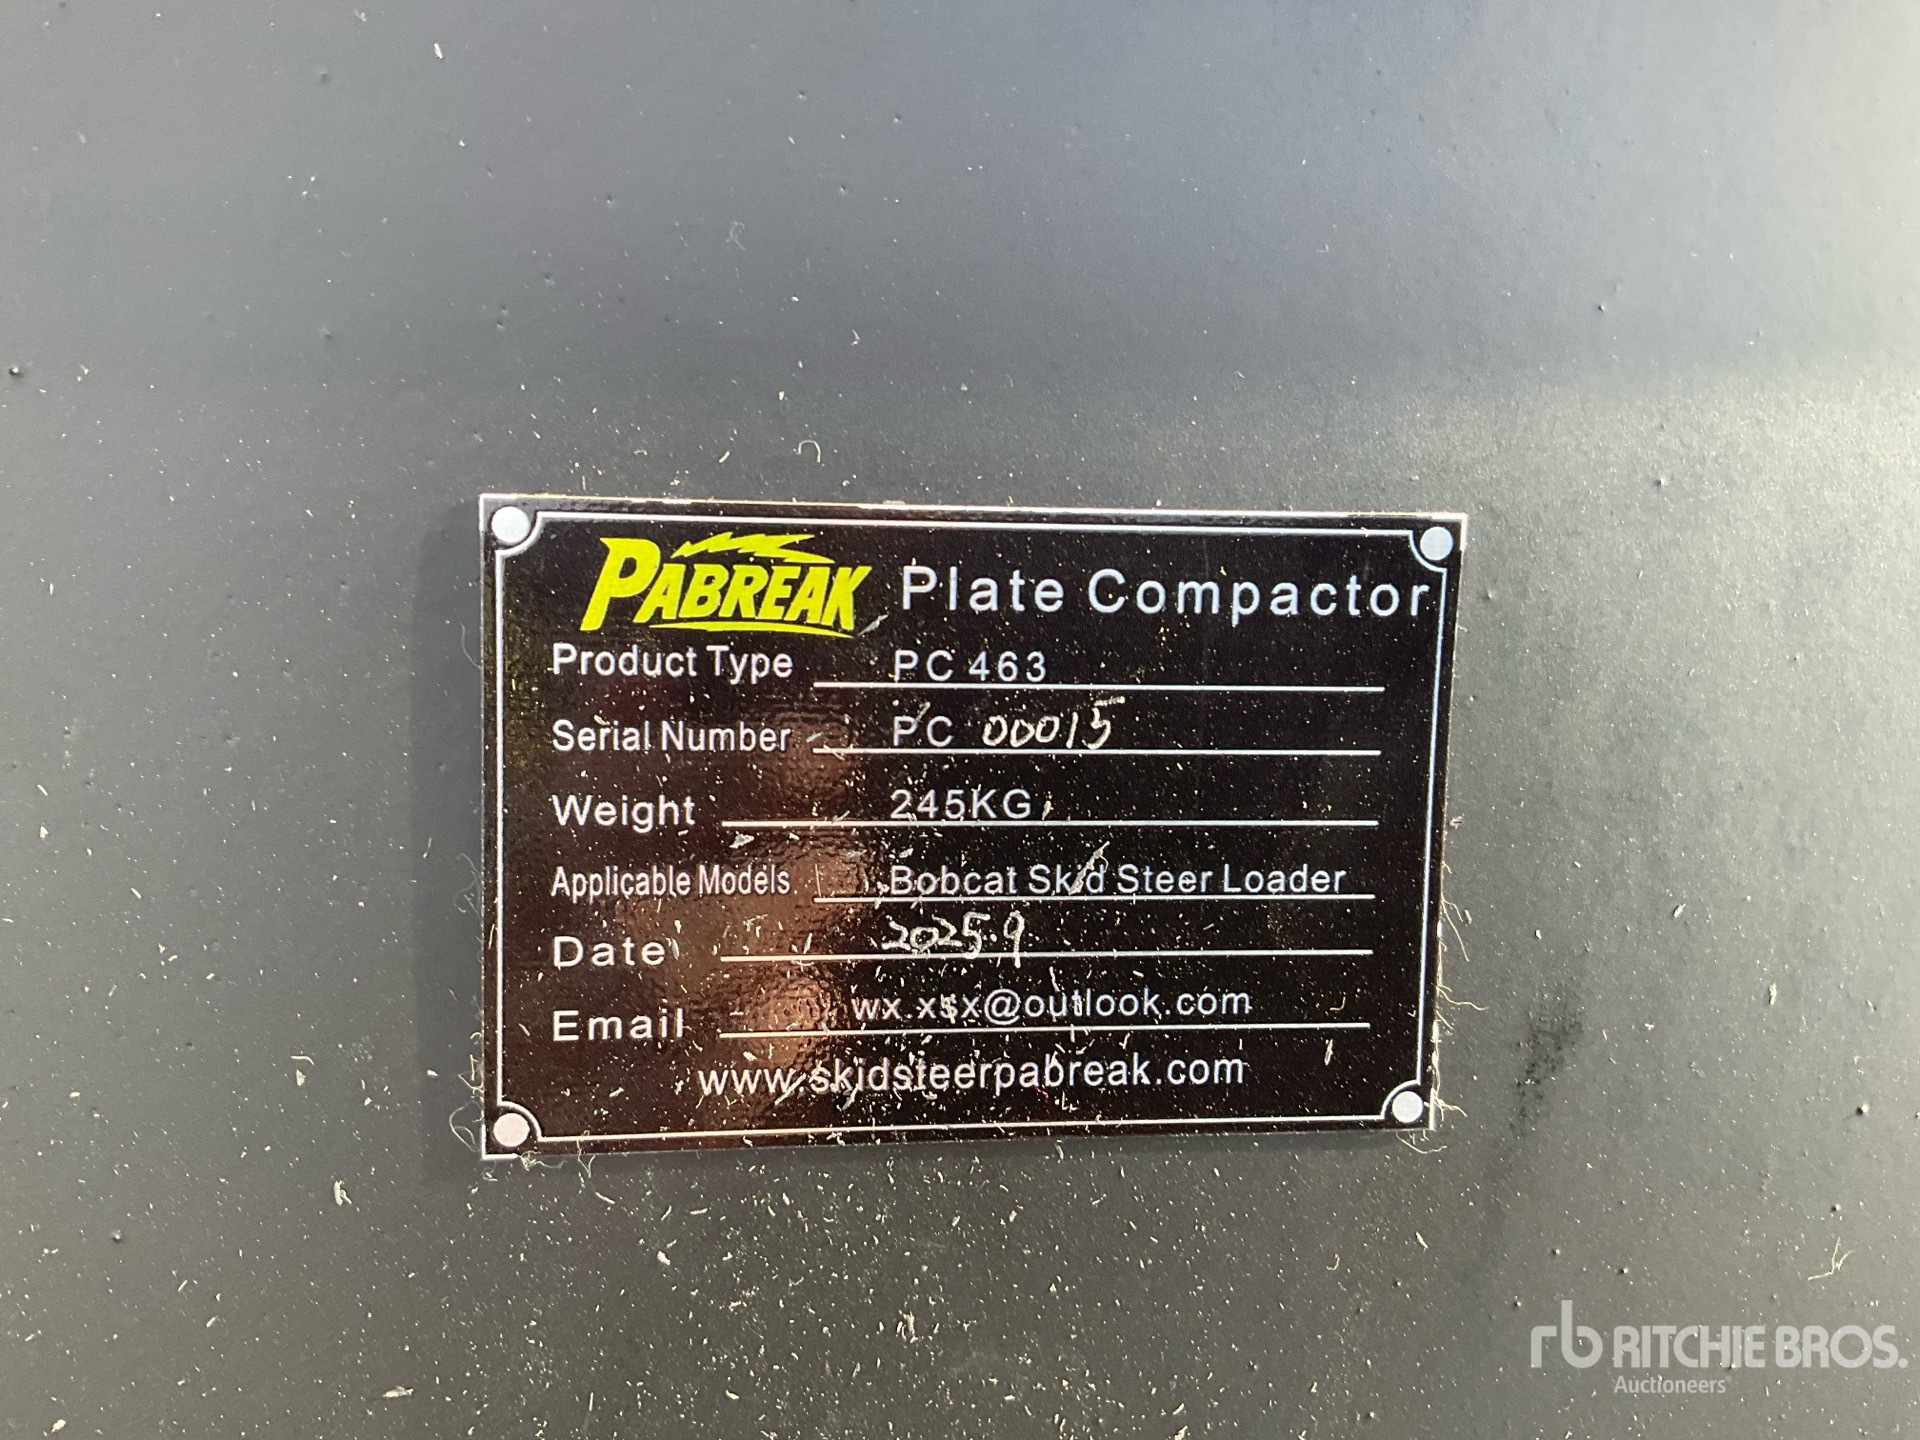 PABREAK Plate Compactor
Product Type PC 463
Serial Number PC 00015
Weight 245KG
Applicable Models Bobcat Skid Steer Loader
Date 2025.9
Email wx.xsx@outlook.com
www.skidsteerpabreak.com
rb RITCHIE BROS.
Auctioneers